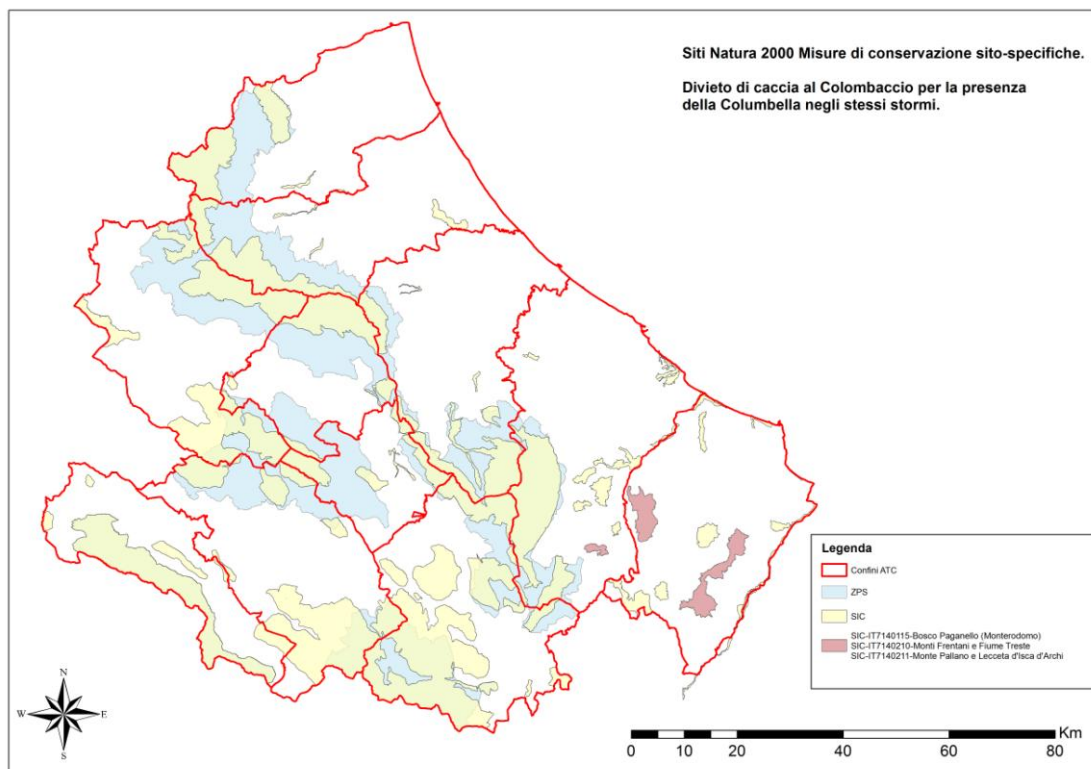 Siti Natura 2000 Misure di conservazione sito-specifiche.
Divieto di caccia al Colombaccio per la presenza
della Columbella negli stessi stormi.
Legenda
Confini ATC
ZPS
SIC
SIC-IT7140115-Bosco Paganello (Monterodomo)
SIC-IT7140210-Monti Frentani e Fiume Treste
SIC-IT7140211-Monte Pallano e Lecceta d'Isca d'Archi
N
W
E
S
Km
0 10 20 40 60 80